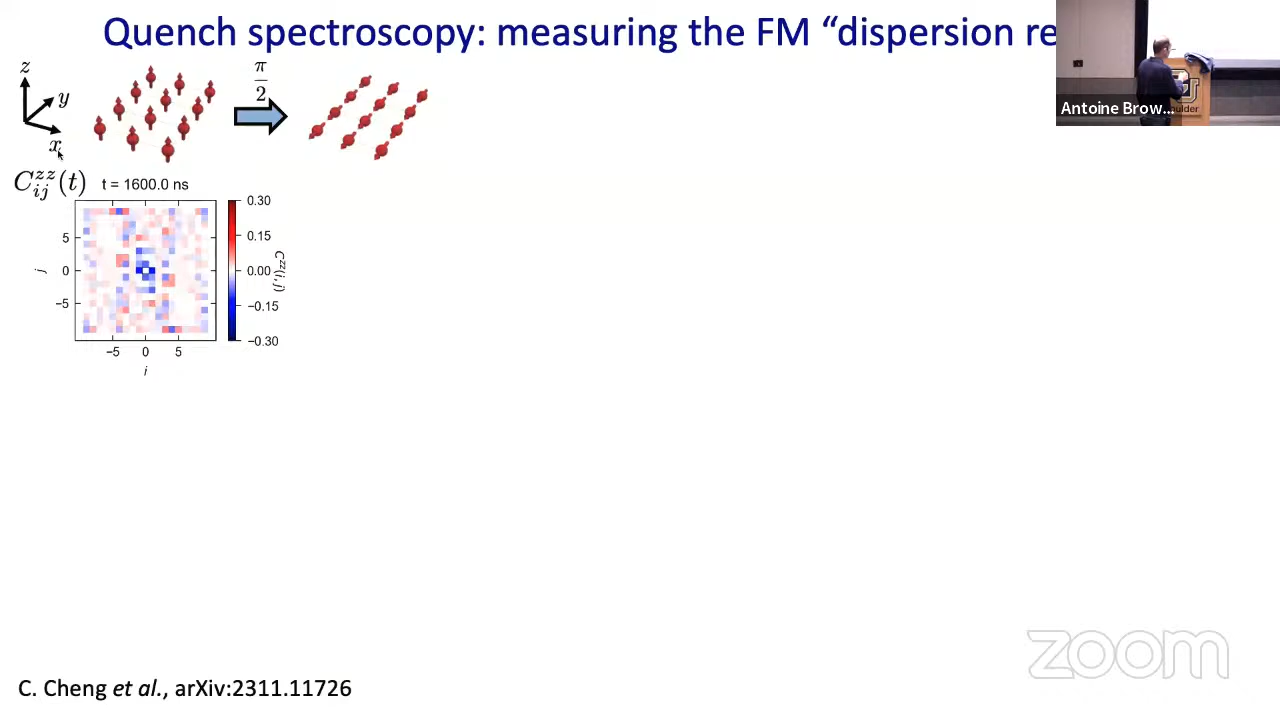 Quench spectroscopy: measuring the FM “dispersion re
z
y
x
π
2
C_{ij}^{zz}(t) t = 1600.0 ns
5
0
−5
j
−5 0 5
i
0.30
0.15
0.00
−0.15
−0.30
C^{zz}(i, j)
Antoine Brow...
C. Cheng et al., arXiv:2311.11726
zoom